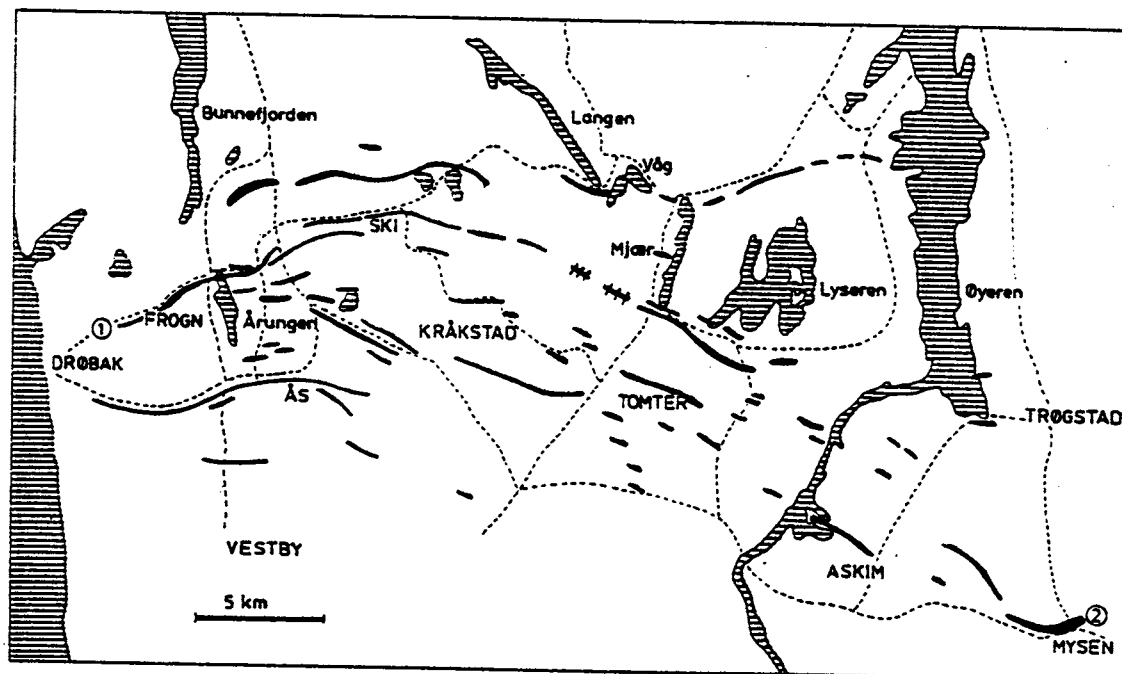 Bunnefjorden
Langen
Våg
SKI
Mjær
Lyseren
Øyeren
①
FROGN
Årungen
KRÅKSTAD
DRØBAK
ÅS
TOMTER
TRØGSTAD
VESTBY
ASKIM
5 km
②
MYSEN